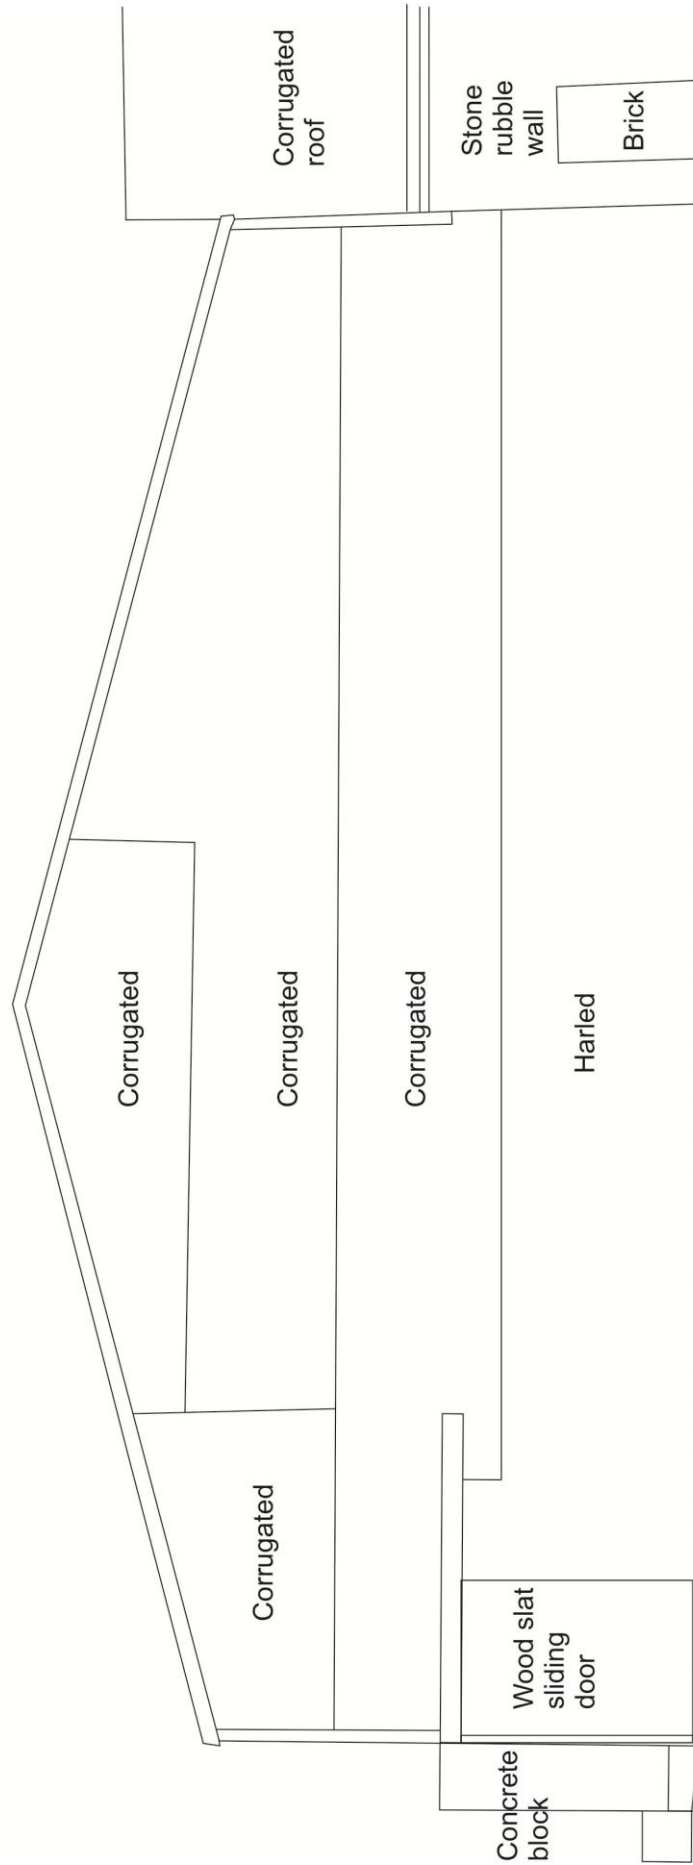 Corrugated
roof
Stone
rubble
wall
Brick
Corrugated
Corrugated
Corrugated
Harled
Corrugated
Wood slat
sliding
door
Concrete
block